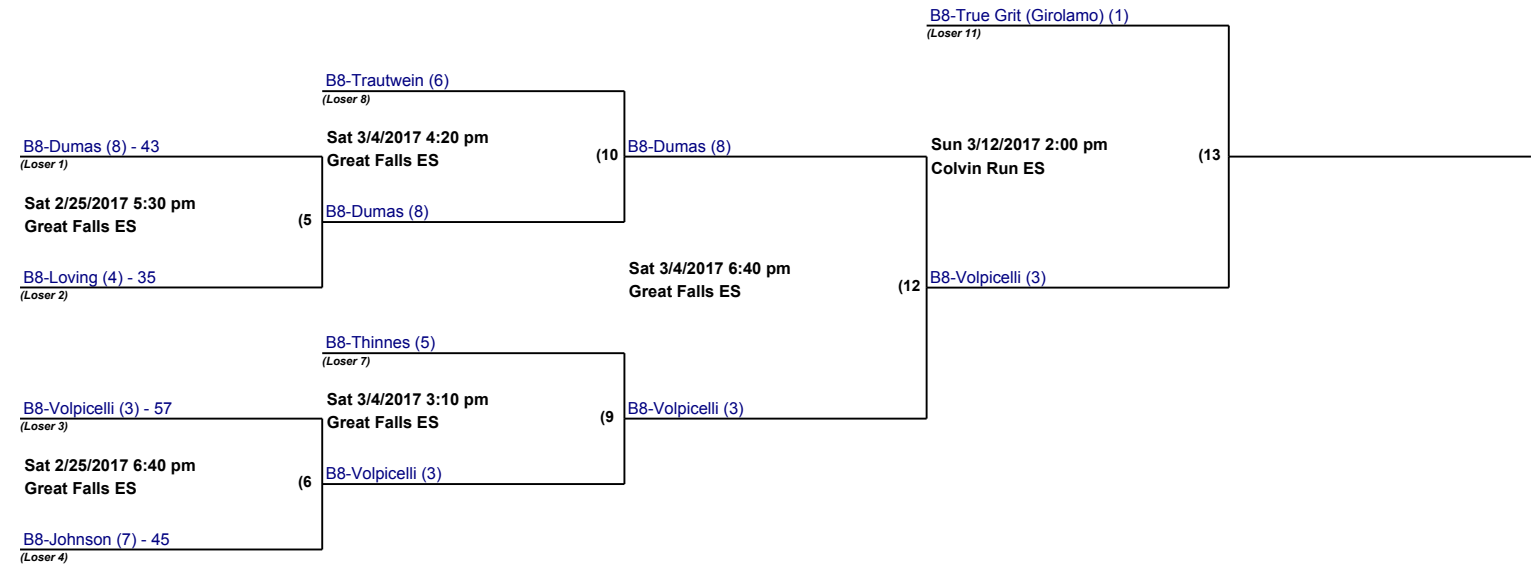 B8-True Grit (Girolamo) (1)
(Loser 11)
B8-Trautwein (6)
(Loser 8)
Sat 3/4/2017 4:20 pm
Great Falls ES
(10
B8-Dumas (8) - 43
(Loser 1)
B8-Dumas (8)
Sun 3/12/2017 2:00 pm
Colvin Run ES
(13
Sat 2/25/2017 5:30 pm
Great Falls ES
(5
B8-Dumas (8)
B8-Loving (4) - 35
(Loser 2)
Sat 3/4/2017 6:40 pm
Great Falls ES
(12
B8-Volpicelli (3)
B8-Thinnes (5)
(Loser 7)
Sat 3/4/2017 3:10 pm
Great Falls ES
(9
B8-Volpicelli (3) - 57
(Loser 3)
B8-Volpicelli (3)
Sat 2/25/2017 6:40 pm
Great Falls ES
(6
B8-Volpicelli (3)
B8-Johnson (7) - 45
(Loser 4)